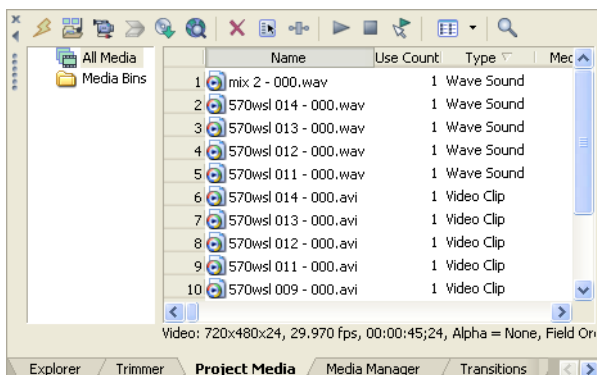 All Media
Media Bins
Name Use Count Type Med
1 mix 2 - 000.wav 1 Wave Sound
2 570wsl 014 - 000.wav 1 Wave Sound
3 570wsl 013 - 000.wav 1 Wave Sound
4 570wsl 012 - 000.wav 1 Wave Sound
5 570wsl 011 - 000.wav 1 Wave Sound
6 570wsl 014 - 000.avi 1 Video Clip
7 570wsl 013 - 000.avi 1 Video Clip
8 570wsl 012 - 000.avi 1 Video Clip
9 570wsl 011 - 000.avi 1 Video Clip
10 570wsl 009 - 000.avi 1 Video Clip
Video: 720x480x24, 29.970 fps, 00:00:45;24, Alpha = None, Field Or
Explorer Trimmer Project Media Media Manager Transitions